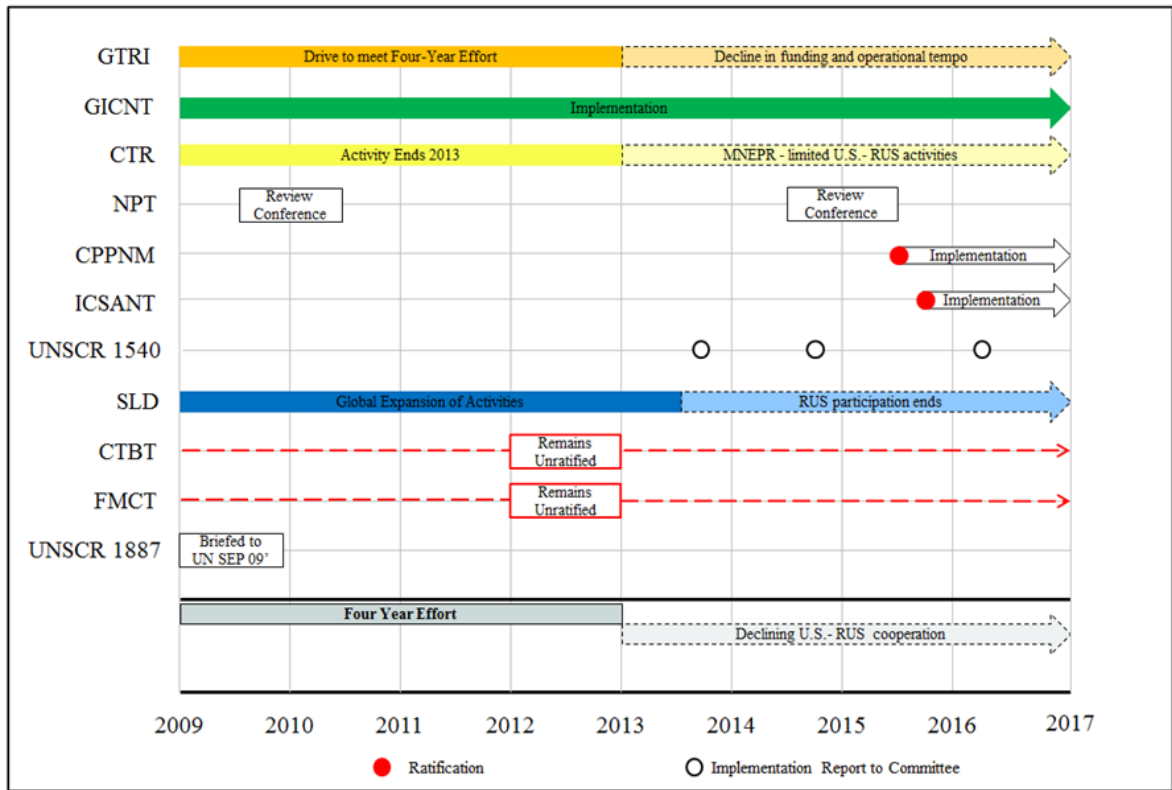 GTRI
Drive to meet Four-Year Effort
Decline in funding and operational tempo
GICNT
Implementation
CTR
Activity Ends 2013
MNEPR - limited U.S.- RUS activities
NPT
Review
Conference
Review
Conference
CPPNM
Implementation
ICSANT
Implementation
UNSCR 1540
SLD
Global Expansion of Activities
RUS participation ends
CTBT
Remains
Unratified
FMCT
Remains
Unratified
UNSCR 1887
Briefed to
UN SEP 09’
Four Year Effort
Declining U.S.- RUS cooperation
2009 2010 2011 2012 2013 2014 2015 2016 2017
Ratification
Implementation Report to Committee